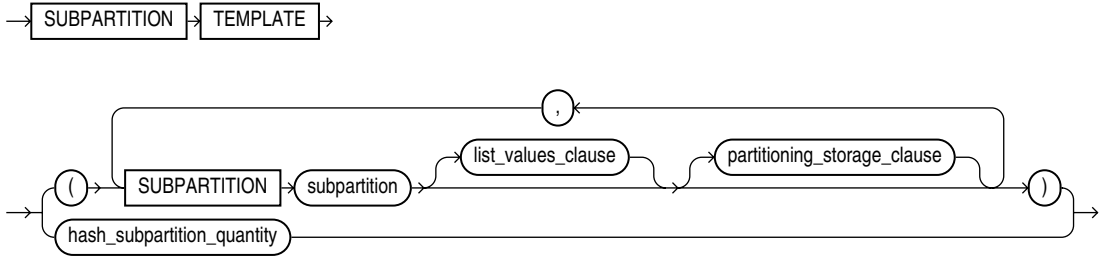 SUBPARTITION TEMPLATE
,
list_values_clause partitioning_storage_clause
( SUBPARTITION subpartition )
hash_subpartition_quantity